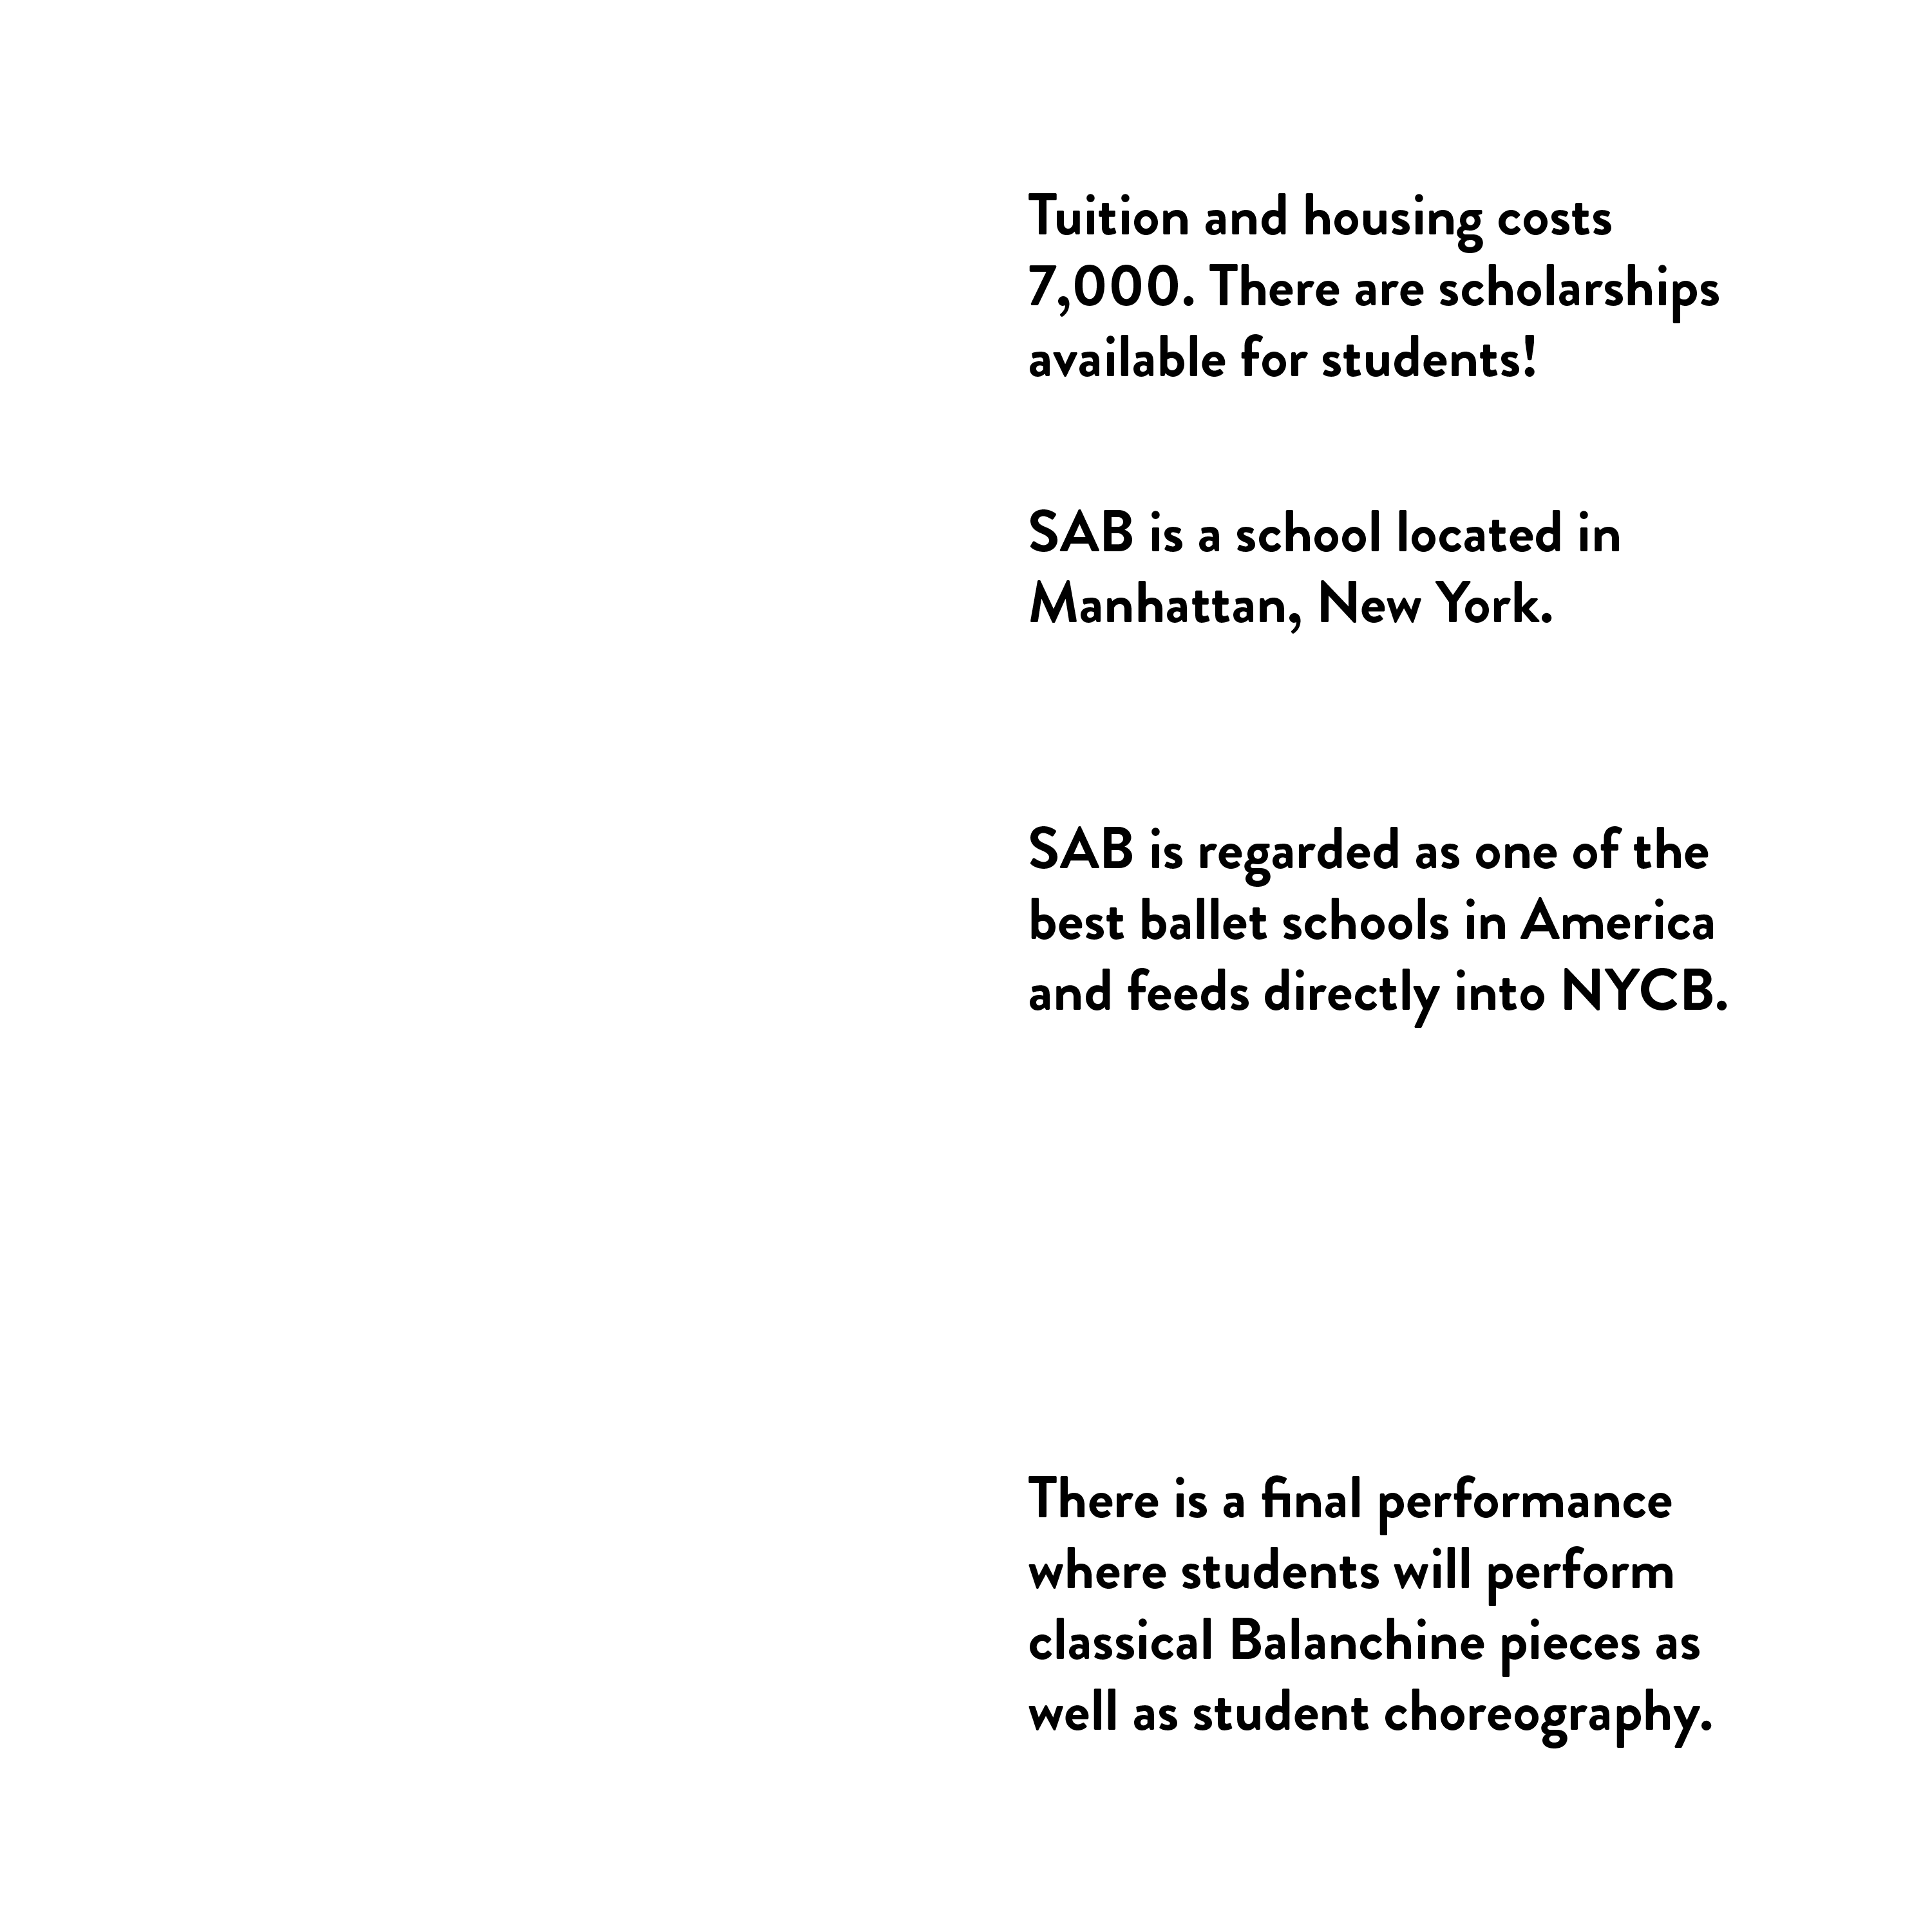 Tuition and housing costs
7,000. There are scholarships
available for students!
SAB is a school located in
Manhattan, New York.
SAB is regarded as one of the
best ballet schools in America
and feeds directly into NYCB.
There is a final performance
where students will perform
classical Balanchine pieces as
well as student choreography.